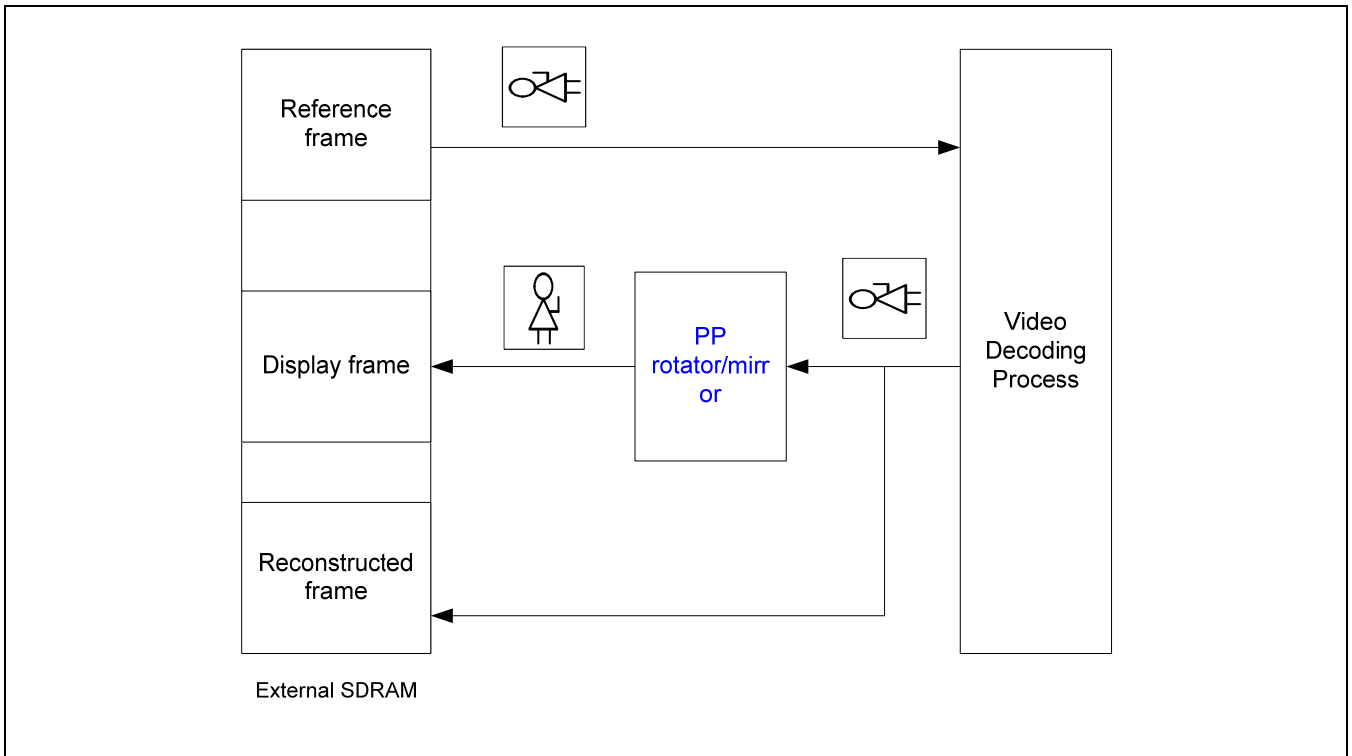 Reference
frame
Display frame
PP
rotator/mirr
or
Video
Decoding
Process
Reconstructed
frame
External SDRAM